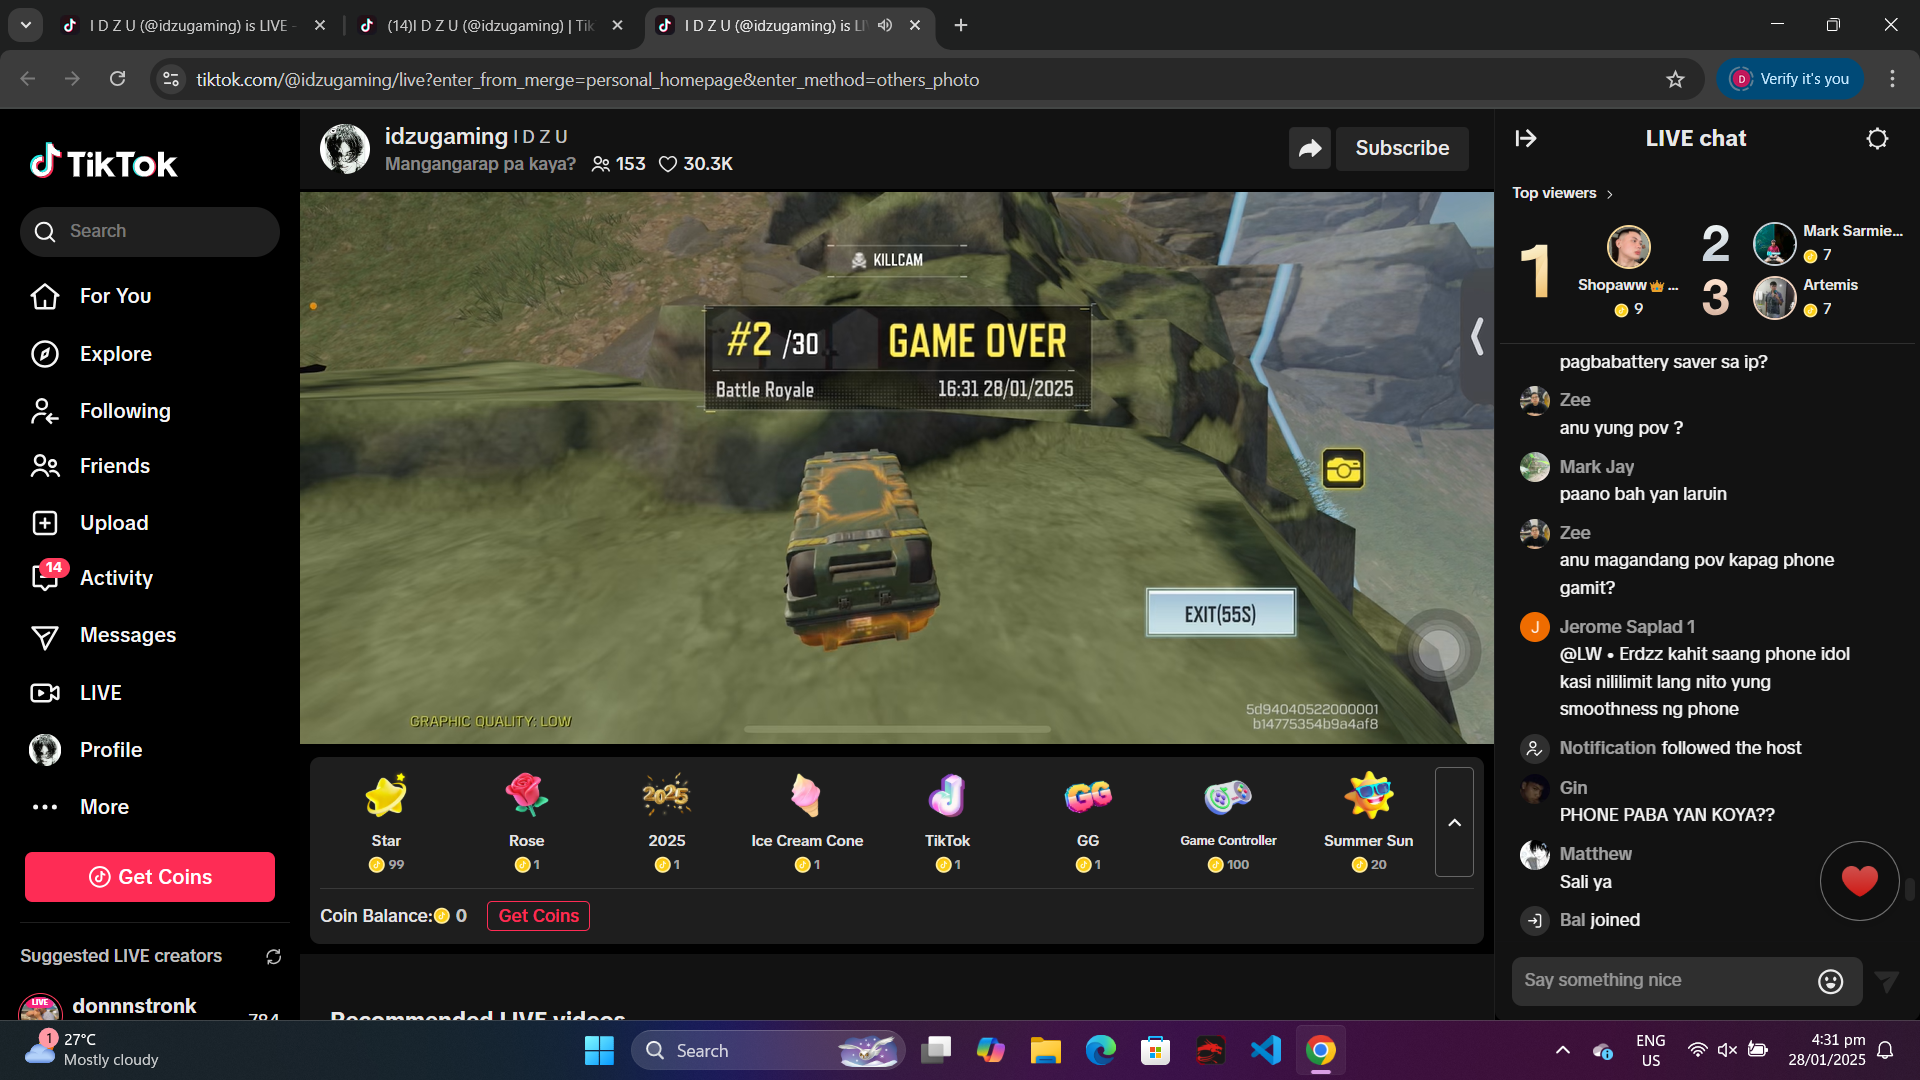 I D Z U (@idzugaming) is LIVE -
(14)I D Z U (@idzugaming) | Tik
I D Z U (@idzugaming) is LI
tiktok.com/@idzugaming/live?enter_from_merge=personal_homepage&enter_method=others_photo
D
Verify it's you
TikTok
Search
For You
Explore
Following
Friends
Upload
14
Activity
Messages
LIVE
Profile
More
Get Coins
Suggested LIVE creators
LIVE
donnnstronk
784
idzugaming I D Z U
Mangangarap pa kaya? 153 30.3K
Subscribe
KILLCAM
#2 /30 GAME OVER
Battle Royale 16:31 28/01/2025
EXIT(55S)
GRAPHIC QUALITY: LOW
5d94040522000001
b14775354b9a4af8
Star
99
Rose
1
2025
2025
1
Ice Cream Cone
1
TikTok
1
GG
GG
1
Game Controller
100
Summer Sun
20
Coin Balance: 0 Get Coins
Recommended LIVE videos
LIVE chat
Top viewers
1
Shopaww ...
9
2
Mark Sarmie...
7
3
Artemis
7
pagbabattery saver sa ip?
Zee
anu yung pov ?
Mark Jay
paano bah yan laruin
Zee
anu magandang pov kapag phone
gamit?
J
Jerome Saplad 1
@LW • Erdzz kahit saang phone idol
kasi nililimit lang nito yung
smoothness ng phone
Notification followed the host
Gin
PHONE PABA YAN KOYA??
Matthew
Sali ya
Bal joined
Say something nice
1
27°C
Mostly cloudy
Search
ENG
US
4:31 pm
28/01/2025